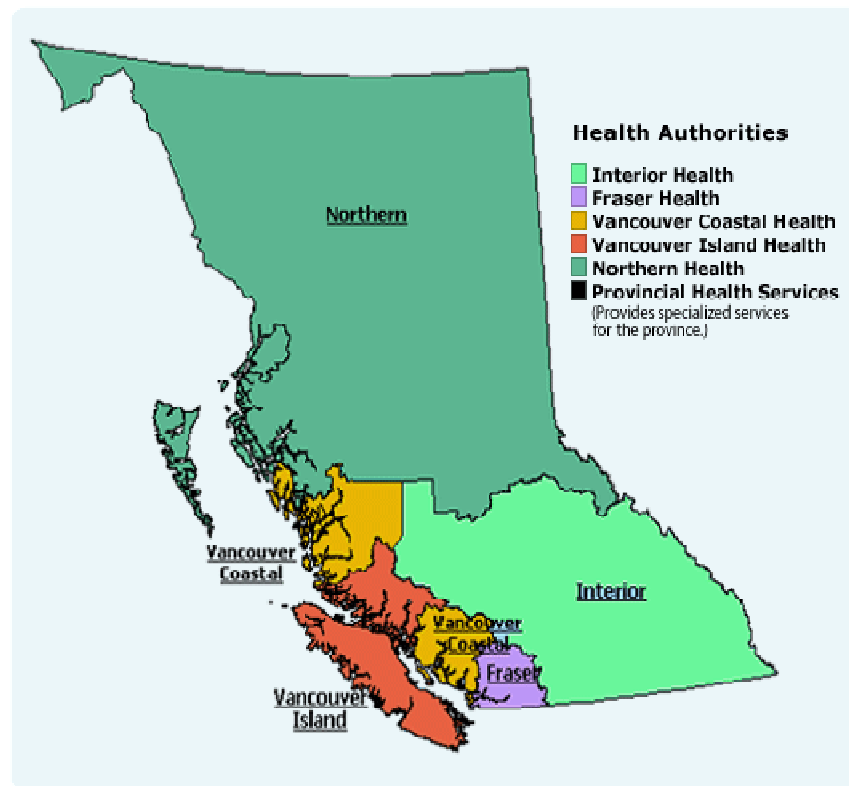 Health Authorities
Interior Health
Fraser Health
Vancouver Coastal Health
Vancouver Island Health
Northern Health
Provincial Health Services
(Provides specialized services
for the province.)
Northern
Vancouver
Coastal
Interior
Vancouver
Coastal
Fraser
Vancouver
Island